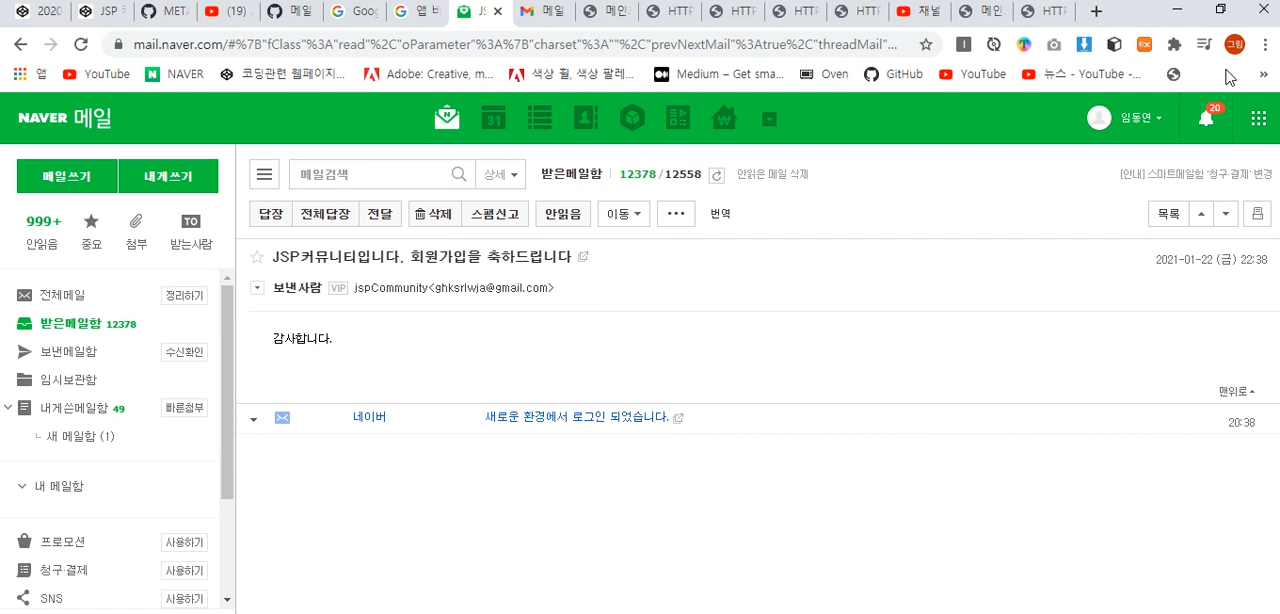 2020
JSP
META
(19)
메일
Goog
앱 비
JS
메일
메인
HTTP
HTTP
HTTP
HTTP
채널
메인
HTTP
mail.naver.com/#%7B"fClass"%3A"read"%2C"oParameter"%3A%7B"charset"%3A""%2C"prevNextMail"%3Atrue%2C"threadMail"...
그림
앱 YouTube NAVER 코딩관련 웹페이지... Adobe: Creative, m... 색상 휠, 색상 팔레... Medium – Get sma... Oven GitHub YouTube 뉴스 - YouTube -... »
NAVER 메일
31
임동연
20
메일쓰기 내게쓰기
메일검색 상세 받은메일함 12378/12558 안읽은 메일 삭제
[안내] 스마트메일함 '청구·결제' 변경
답장 전체답장 전달 삭제 스팸신고 안읽음 이동 ••• 번역
목록
999+ TO
안읽음 중요 첨부 받는사람
JSP커뮤니티입니다. 회원가입을 축하드립니다
2021-01-22 (금) 22:38
보낸사람 VIP jspCommunity<ghksrlwja@gmail.com>
감사합니다.
맨위로
네이버 새로운 환경에서 로그인 되었습니다.
20:38
전체메일 정리하기
받은메일함 12378
보낸메일함 수신확인
임시보관함
내게쓴메일함 49 빠른첨부
새 메일함 (1)
내 메일함
프로모션 사용하기
청구·결제 사용하기
SNS 사용하기